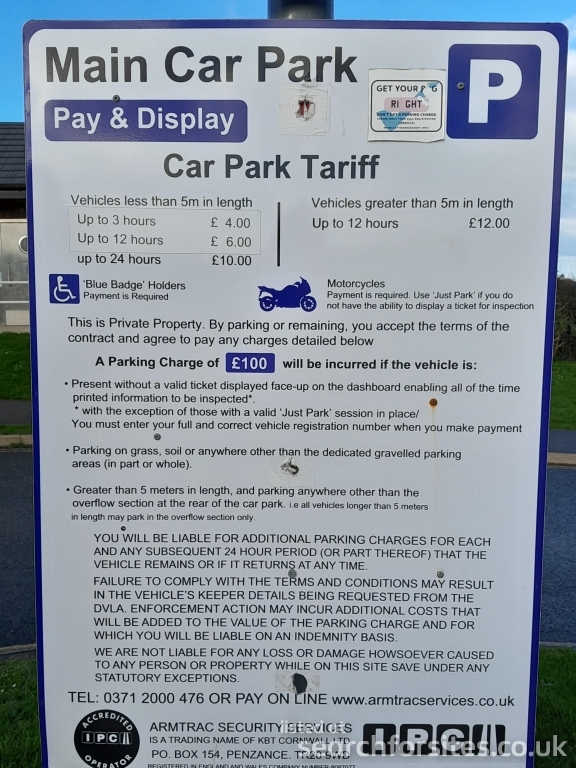 Main Car Park
P
Pay & Display
GET YOUR P G
RI GHT
DON'T GET A PARKING CHARGE
Car Park Tariff
Vehicles less than 5m in length
Up to 3 hours £ 4.00
Up to 12 hours £ 6.00
up to 24 hours £10.00
Vehicles greater than 5m in length
Up to 12 hours £12.00
'Blue Badge' Holders
Payment is Required
Motorcycles
Payment is required. Use 'Just Park' if you do
not have the ability to display a ticket for inspection
This is Private Property. By parking or remaining, you accept the terms of the
contract and agree to pay any charges detailed below
A Parking Charge of £100 will be incurred if the vehicle is:
• Present without a valid ticket displayed face-up on the dashboard enabling all of the time
printed information to be inspected*.
* with the exception of those with a valid 'Just Park' session in place/
You must enter your full and correct vehicle registration number when you make payment
• Parking on grass, soil or anywhere other than the dedicated gravelled parking
areas (in part or whole).
• Greater than 5 meters in length, and parking anywhere other than the
overflow section at the rear of the car park. i.e all vehicles longer than 5 meters
in length may park in the overflow section only.
YOU WILL BE LIABLE FOR ADDITIONAL PARKING CHARGES FOR EACH
AND ANY SUBSEQUENT 24 HOUR PERIOD (OR PART THEREOF) THAT THE
VEHICLE REMAINS OR IF IT RETURNS AT ANY TIME.
FAILURE TO COMPLY WITH THE TERMS AND CONDITIONS MAY RESULT
IN THE VEHICLE'S KEEPER DETAILS BEING REQUESTED FROM THE
DVLA. ENFORCEMENT ACTION MAY INCUR ADDITIONAL COSTS THAT
WILL BE ADDED TO THE VALUE OF THE PARKING CHARGE AND FOR
WHICH YOU WILL BE LIABLE ON AN INDEMNITY BASIS.
WE ARE NOT LIABLE FOR ANY LOSS OR DAMAGE HOWSOEVER CAUSED
TO ANY PERSON OR PROPERTY WHILE ON THIS SITE SAVE UNDER ANY
STATUTORY EXCEPTIONS.
TEL: 0371 2000 476 OR PAY ON LINE www.armtracservices.co.uk
ACCREDITED
IPC
OPERATOR
ARMTRAC SECURITY SERVICES
IS A TRADING NAME OF KBT CORNWALL LTD
PO. BOX 154, PENZANCE. TR20 9WD
REGISTERED IN ENGLAND AND WALES COMPANY NUMBER
IPC
listed at
searchforsites.co.uk